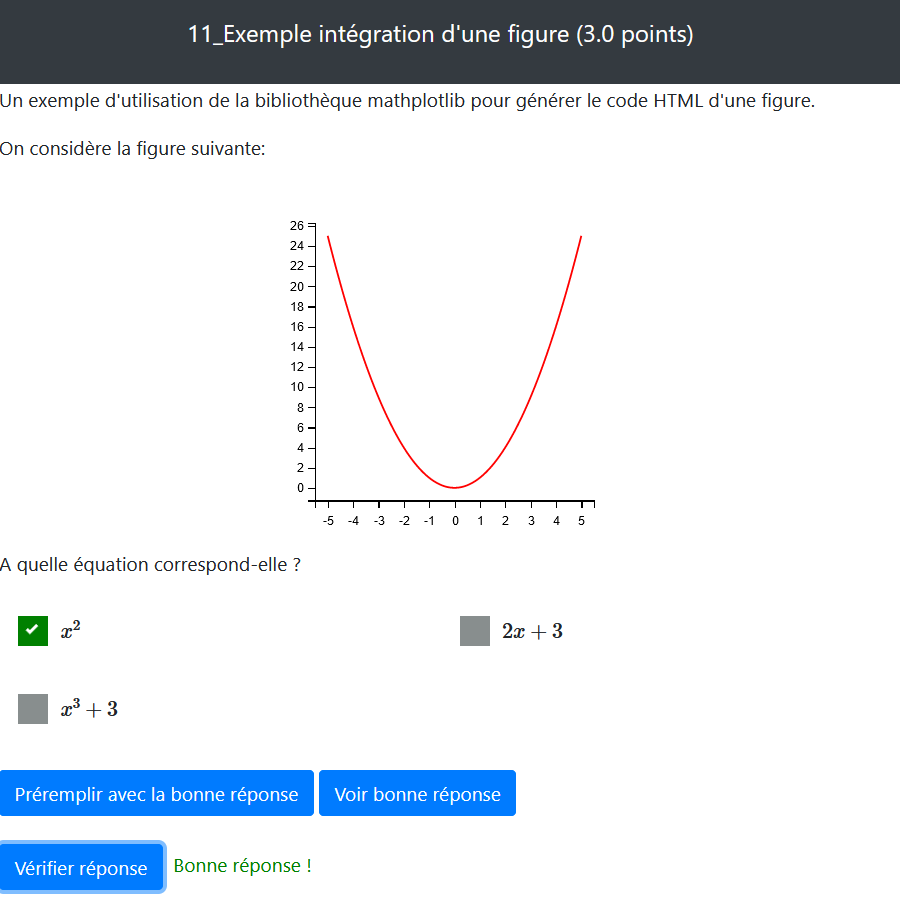 11_Exemple intégration d'une figure (3.0 points)
Un exemple d'utilisation de la bibliothèque mathplotlib pour générer le code HTML d'une figure.
On considère la figure suivante:
26
24
22
20
18
16
14
12
10
8
6
4
2
0
-5 -4 -3 -2 -1 0 1 2 3 4 5
A quelle équation correspond-elle ?
x² 2x + 3
x³ + 3
Préremplir avec la bonne réponse Voir bonne réponse
Vérifier réponse Bonne réponse !